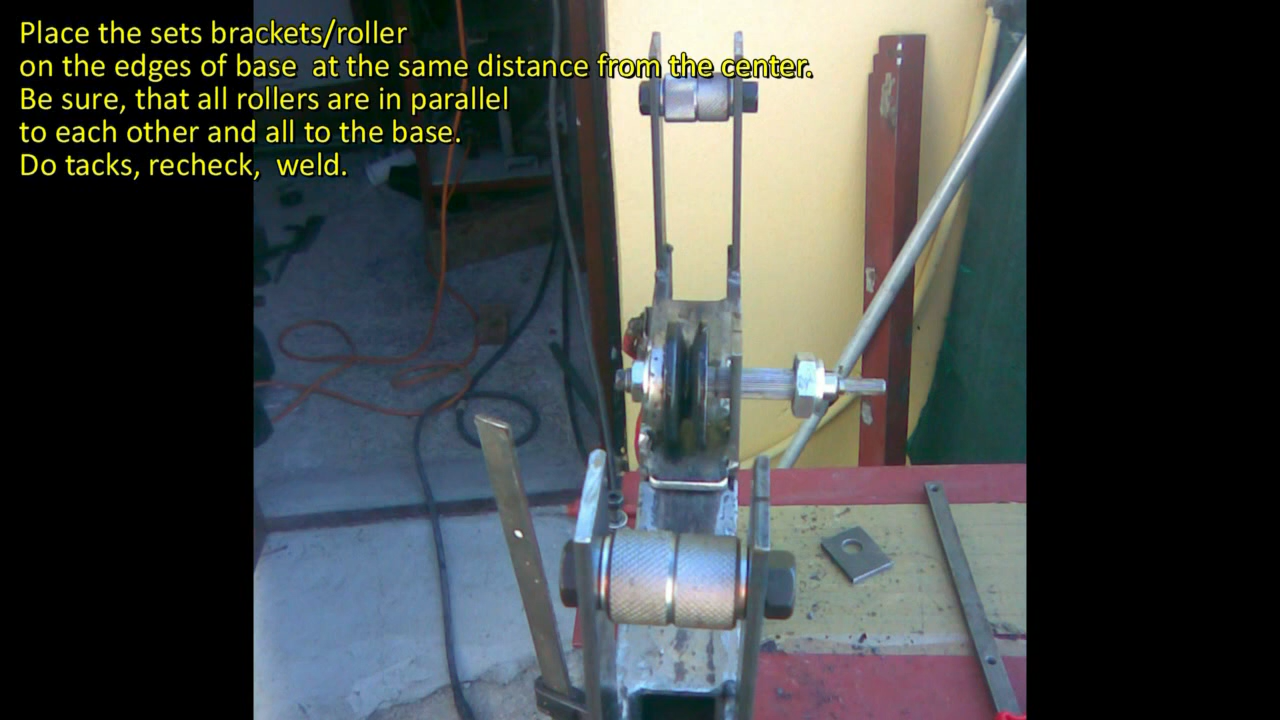 Place the sets brackets/roller
on the edges of base  at the same distance from the center.
Be sure, that all rollers are in parallel
to each other and all to the base.
Do tacks, recheck,  weld.